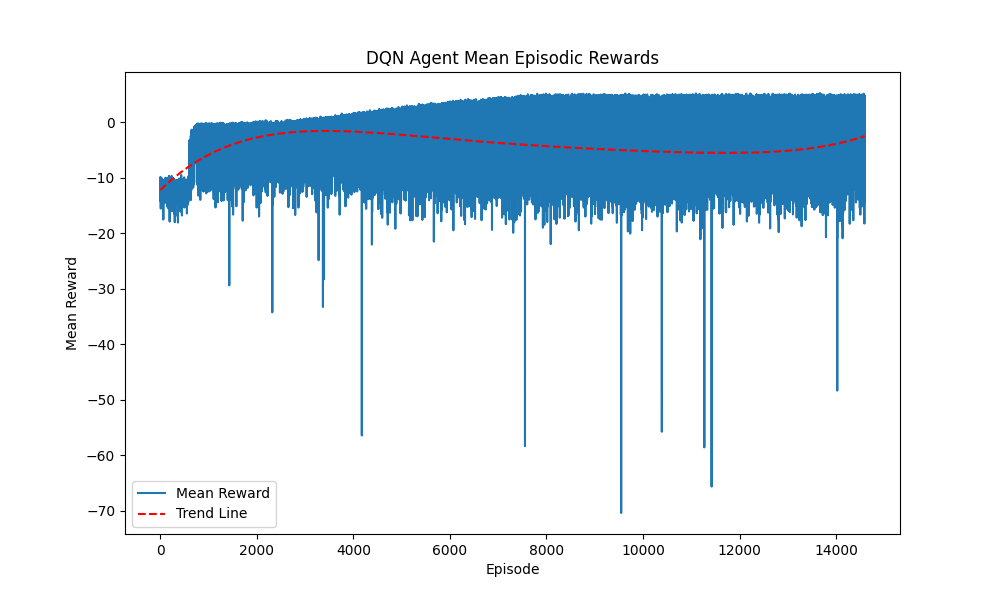 DQN Agent Mean Episodic Rewards
0
−10
−20
−30
−40
−50
−60
−70
Mean Reward
Mean Reward
Trend Line
0 2000 4000 6000 8000 10000 12000 14000
Episode